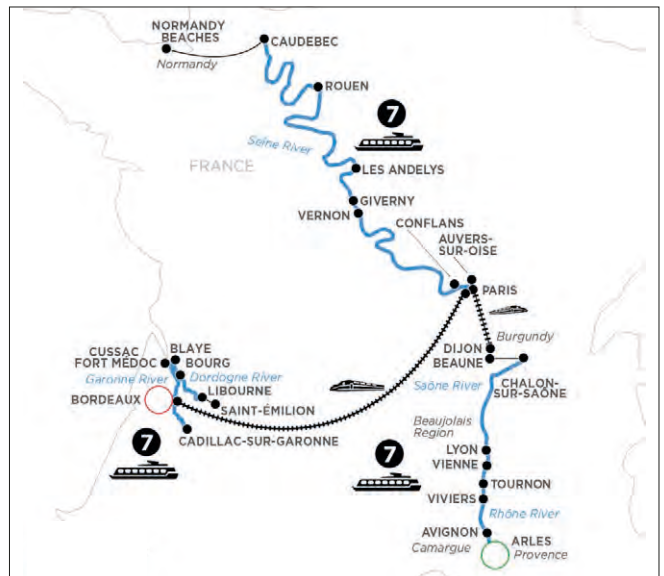 NORMANDY
BEACHES
Normandy
CAUDEBEC
ROUEN
7
Seine River
FRANCE
LES ANDELYS
GIVERNY
VERNON
CONFLANS
AUVERS-
SUR-OISE
PARIS
Burgundy
DIJON
BEAUNE
CHALON-
SUR-SAÔNE
Saône River
CUSSAC
FORT MÉDOC
BLAYE
BOURG
Garonne River
Dordogne River
LIBOURNE
BORDEAUX
SAINT-ÉMILION
CADILLAC-SUR-GARONNE
7
Beaujolais
Region
7
LYON
VIENNE
TOURNON
VIVIERS
Rhône River
AVIGNON
Camargue
ARLES
Provence